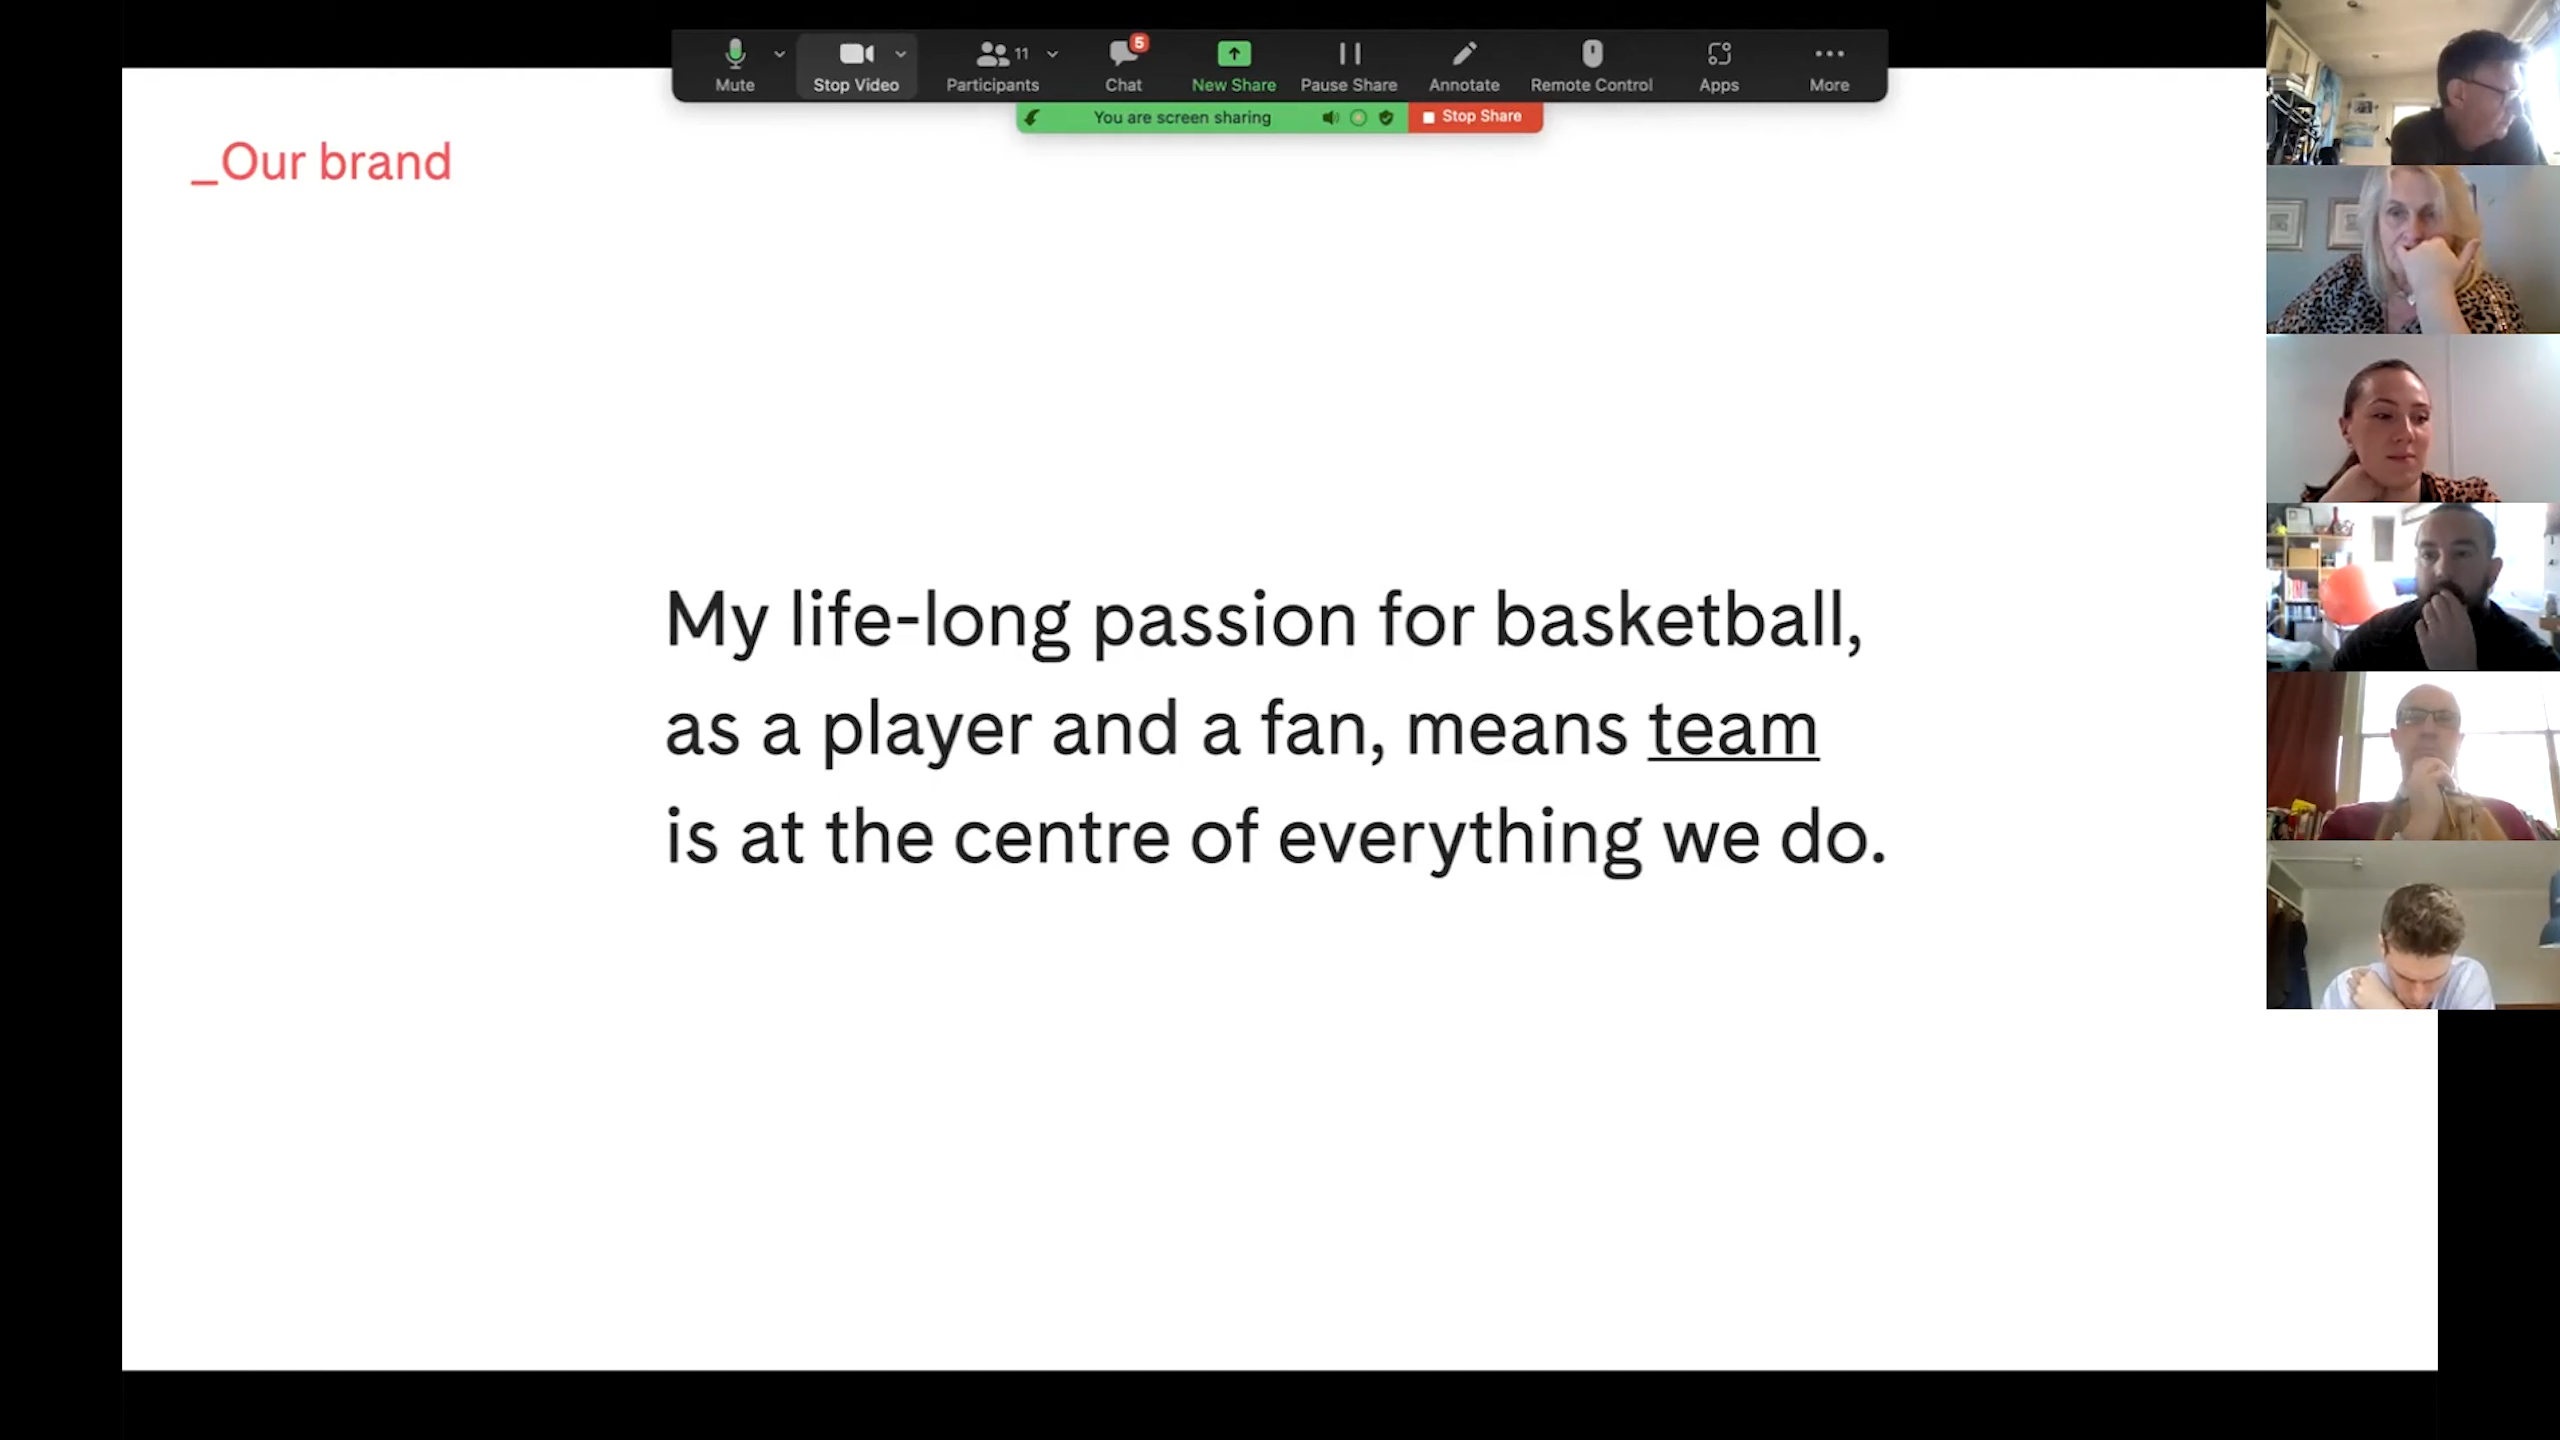 Mute
Stop Video
Participants
11
Chat
5
New Share
Pause Share
Annotate
Remote Control
Apps
More
You are screen sharing
Stop Share
_Our brand
My life-long passion for basketball,
as a player and a fan, means team
is at the centre of everything we do.